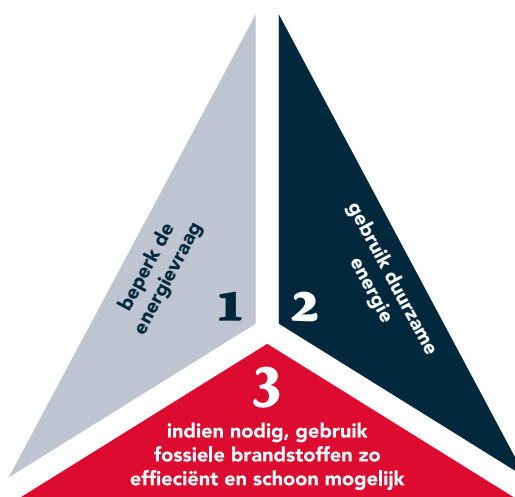 beperk de
energievraag
1
2
gebruik duurzame
energie
3
indien nodig, gebruik
fossiele brandstoffen zo
effieciënt en schoon mogelijk